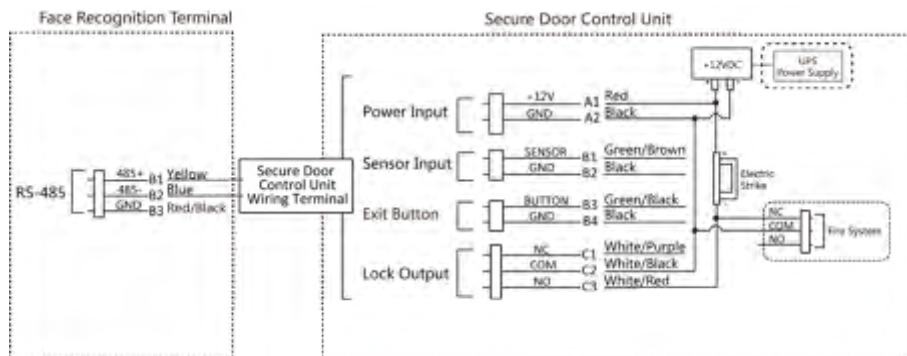 Face Recognition Terminal
Secure Door Control Unit
+12VDC
UPS
Power Supply
Power Input
+12V A1 Red
GND A2 Black
Sensor Input
SENSOR B1 Green/Brown
GND B2 Black
RS-485
485+ B1 Yellow
485- B2 Blue
GND B3 Red/Black
Secure Door
Control Unit
Wiring Terminal
Electric
Strike
Exit Button
BUTTON B3 Green/Black
GND B4 Black
NC
COM
NO
Fire System
Lock Output
NC C1 White/Purple
COM C2 White/Black
NO C3 White/Red